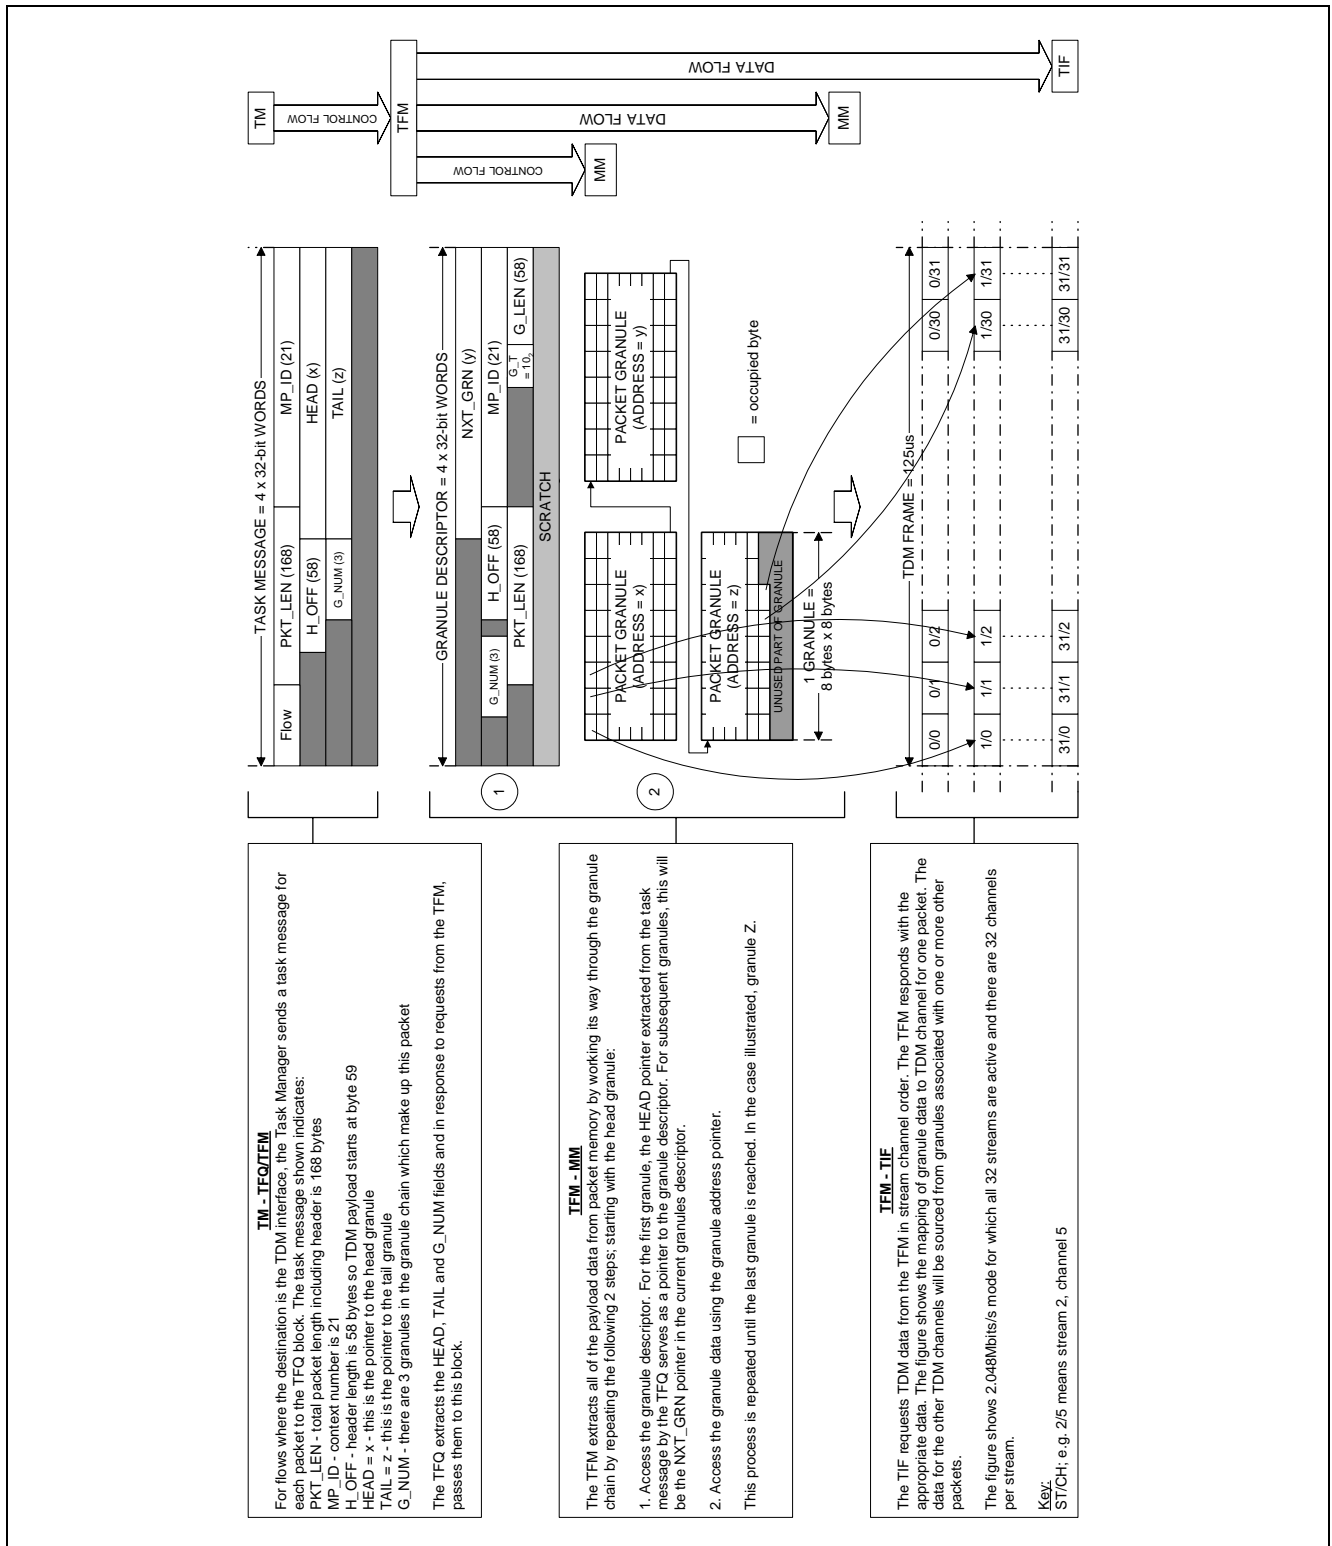 TM - TFQ/TFM
For flows where the destination is the TDM interface, the Task Manager sends a task message for
each packet to the TFQ block. The task message shown indicates:
PKT_LEN - total packet length including header is 168 bytes
MP_ID - context number is 21
H_OFF - header length is 58 bytes so TDM payload starts at byte 59
HEAD = x - this is the pointer to the head granule
TAIL = z - this is the pointer to the tail granule
G_NUM - there are 3 granules in the granule chain which make up this packet
The TFQ extracts the HEAD, TAIL and G_NUM fields and in response to requests from the TFM,
passes them to this block.
TASK MESSAGE = 4 x 32-bit WORDS
Flow
PKT_LEN (168)
MP_ID (21)
H_OFF (58)
HEAD (x)
G_NUM (3)
TAIL (z)
TM
CONTROL FLOW
TFM
TFM - MM
The TFM extracts all of the payload data from packet memory by working its way through the granule
chain by repeating the following 2 steps; starting with the head granule:
1. Access the granule descriptor. For the first granule, the HEAD pointer extracted from the task
message by the TFQ serves as a pointer to the granule descriptor. For subsequent granules, this will
be the NXT_GRN pointer in the current granules descriptor.
2. Access the granule data using the granule address pointer.
This process is repeated until the last granule is reached. In the case illustrated, granule Z.
1
GRANULE DESCRIPTOR = 4 x 32-bit WORDS
NXT_GRN (y)
G_NUM (3)
H_OFF (58)
MP_ID (21)
PKT_LEN (168)
G_T
= 10₂
G_LEN (58)
SCRATCH
CONTROL FLOW
MM
2
PACKET GRANULE
(ADDRESS = x)
PACKET GRANULE
(ADDRESS = y)
PACKET GRANULE
(ADDRESS = z)
UNUSED PART OF GRANULE
1 GRANULE =
8 bytes x 8 bytes
= occupied byte
DATA FLOW
MM
TFM - TIF
The TIF requests TDM data from the TFM in stream channel order. The TFM responds with the
appropriate data. The figure shows the mapping of granule data to TDM channel for one packet. The
data for the other TDM channels will be sourced from granules associated with one or more other
packets.
The figure shows 2.048Mbits/s mode for which all 32 streams are active and there are 32 channels
per stream.
Key:
ST/CH; e.g. 2/5 means stream 2, channel 5
TDM FRAME = 125us
0/0 0/1 0/2 0/30 0/31
1/0 1/1 1/2 1/30 1/31
31/0 31/1 31/2 31/30 31/31
DATA FLOW
TIF